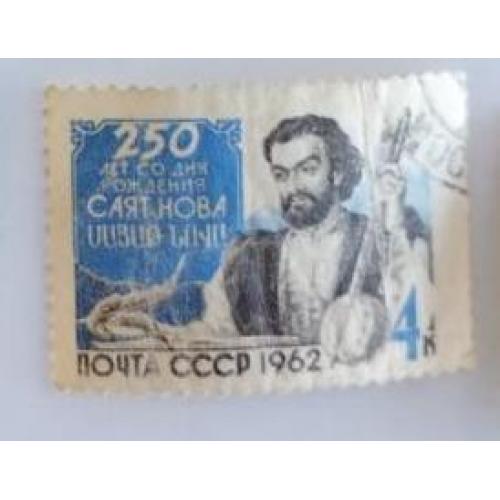 250
ЛЕТ СО ДНЯ
РОЖДЕНИЯ
САЯТ-НОВА
ՍԱՅԱԹ ՆՈՎԱ
4
К
ПОЧТА СССР 1962